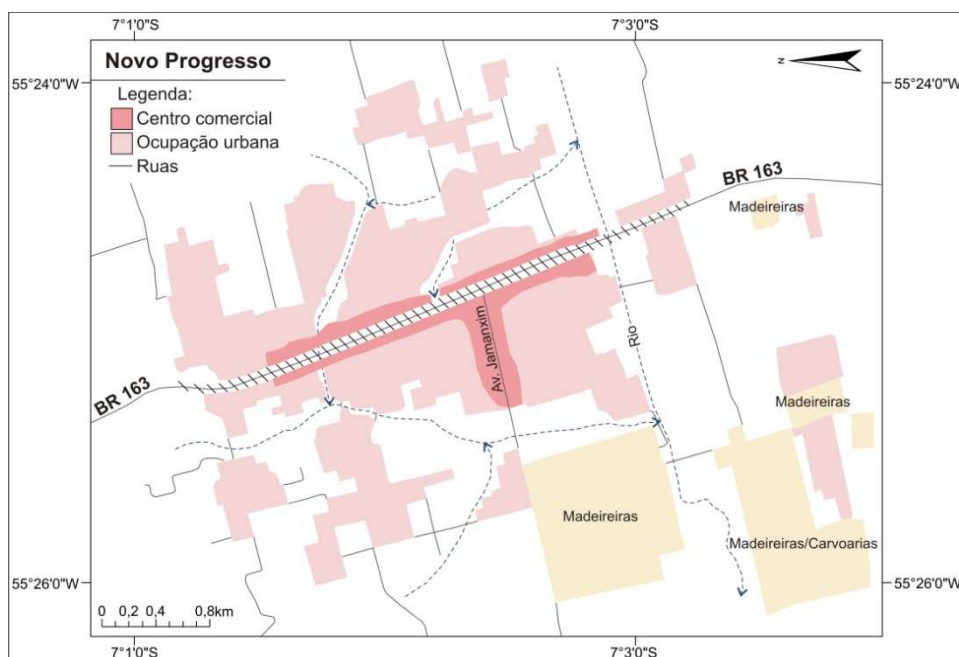 7°1'0"S
7°3'0"S
55°24'0"W
55°24'0"W
Novo Progresso
Legenda:
Centro comercial
Ocupação urbana
Ruas
N
BR 163
Madeireiras
Av. Jamanxim
Rio
BR 163
Madeireiras
Madeireiras
Madeireiras/Carvoarias
55°26'0"W
55°26'0"W
0 0,2 0,4 0,8km
7°1'0"S
7°3'0"S